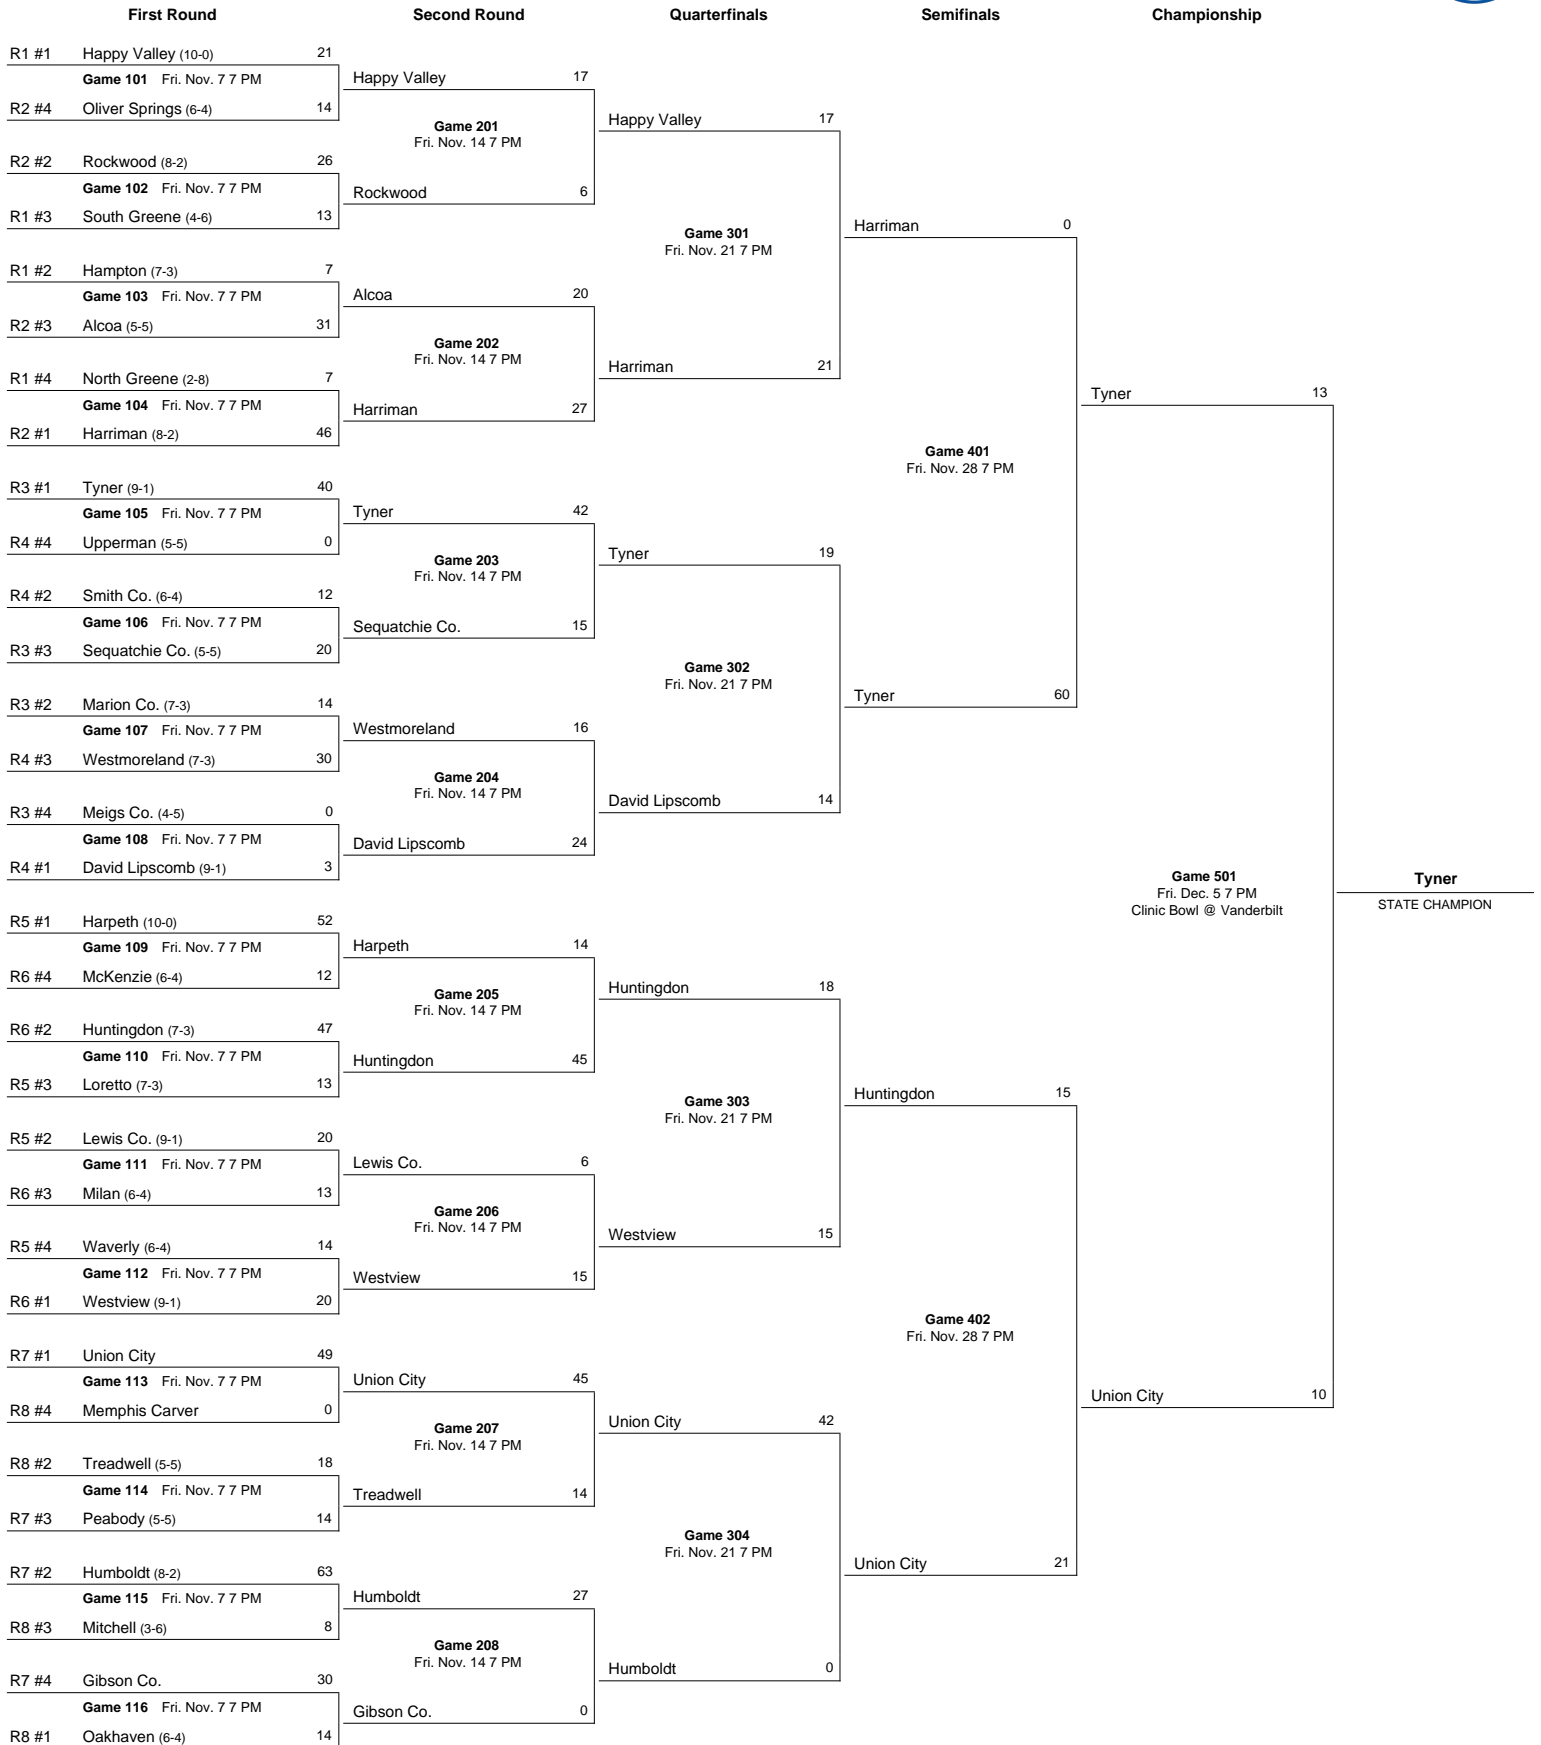 First Round Second Round Quarterfinals Semifinals Championship
R1 #1 Happy Valley (10-0) 21
Game 101 Fri. Nov. 7 7 PM
R2 #4 Oliver Springs (6-4) 14
R2 #2 Rockwood (8-2) 26
Game 102 Fri. Nov. 7 7 PM
R1 #3 South Greene (4-6) 13
R1 #2 Hampton (7-3) 7
Game 103 Fri. Nov. 7 7 PM
R2 #3 Alcoa (5-5) 31
R1 #4 North Greene (2-8) 7
Game 104 Fri. Nov. 7 7 PM
R2 #1 Harriman (8-2) 46
R3 #1 Tyner (9-1) 40
Game 105 Fri. Nov. 7 7 PM
R4 #4 Upperman (5-5) 0
R4 #2 Smith Co. (6-4) 12
Game 106 Fri. Nov. 7 7 PM
R3 #3 Sequatchie Co. (5-5) 20
R3 #2 Marion Co. (7-3) 14
Game 107 Fri. Nov. 7 7 PM
R4 #3 Westmoreland (7-3) 30
R3 #4 Meigs Co. (4-5) 0
Game 108 Fri. Nov. 7 7 PM
R4 #1 David Lipscomb (9-1) 3
R5 #1 Harpeth (10-0) 52
Game 109 Fri. Nov. 7 7 PM
R6 #4 McKenzie (6-4) 12
R6 #2 Huntingdon (7-3) 47
Game 110 Fri. Nov. 7 7 PM
R5 #3 Loretto (7-3) 13
R5 #2 Lewis Co. (9-1) 20
Game 111 Fri. Nov. 7 7 PM
R6 #3 Milan (6-4) 13
R5 #4 Waverly (6-4) 14
Game 112 Fri. Nov. 7 7 PM
R6 #1 Westview (9-1) 20
R7 #1 Union City 49
Game 113 Fri. Nov. 7 7 PM
R8 #4 Memphis Carver 0
R8 #2 Treadwell (5-5) 18
Game 114 Fri. Nov. 7 7 PM
R7 #3 Peabody (5-5) 14
R7 #2 Humboldt (8-2) 63
Game 115 Fri. Nov. 7 7 PM
R8 #3 Mitchell (3-6) 8
R7 #4 Gibson Co. 30
Game 116 Fri. Nov. 7 7 PM
R8 #1 Oakhaven (6-4) 14
Happy Valley 17
Game 201
Fri. Nov. 14 7 PM
Rockwood 6
Alcoa 20
Game 202
Fri. Nov. 14 7 PM
Harriman 27
Tyner 42
Game 203
Fri. Nov. 14 7 PM
Sequatchie Co. 15
Westmoreland 16
Game 204
Fri. Nov. 14 7 PM
David Lipscomb 24
Harpeth 14
Game 205
Fri. Nov. 14 7 PM
Huntingdon 45
Lewis Co. 6
Game 206
Fri. Nov. 14 7 PM
Westview 15
Union City 45
Game 207
Fri. Nov. 14 7 PM
Treadwell 14
Humboldt 27
Game 208
Fri. Nov. 14 7 PM
Gibson Co. 0
Happy Valley 17
Game 301
Fri. Nov. 21 7 PM
Harriman 21
Tyner 19
Game 302
Fri. Nov. 21 7 PM
David Lipscomb 14
Huntingdon 18
Game 303
Fri. Nov. 21 7 PM
Westview 15
Union City 42
Game 304
Fri. Nov. 21 7 PM
Humboldt 0
Harriman 0
Game 401
Fri. Nov. 28 7 PM
Tyner 60
Huntingdon 15
Game 402
Fri. Nov. 28 7 PM
Union City 21
Tyner 13
Game 501
Fri. Dec. 5 7 PM
Clinic Bowl @ Vanderbilt
Union City 10
Tyner
STATE CHAMPION